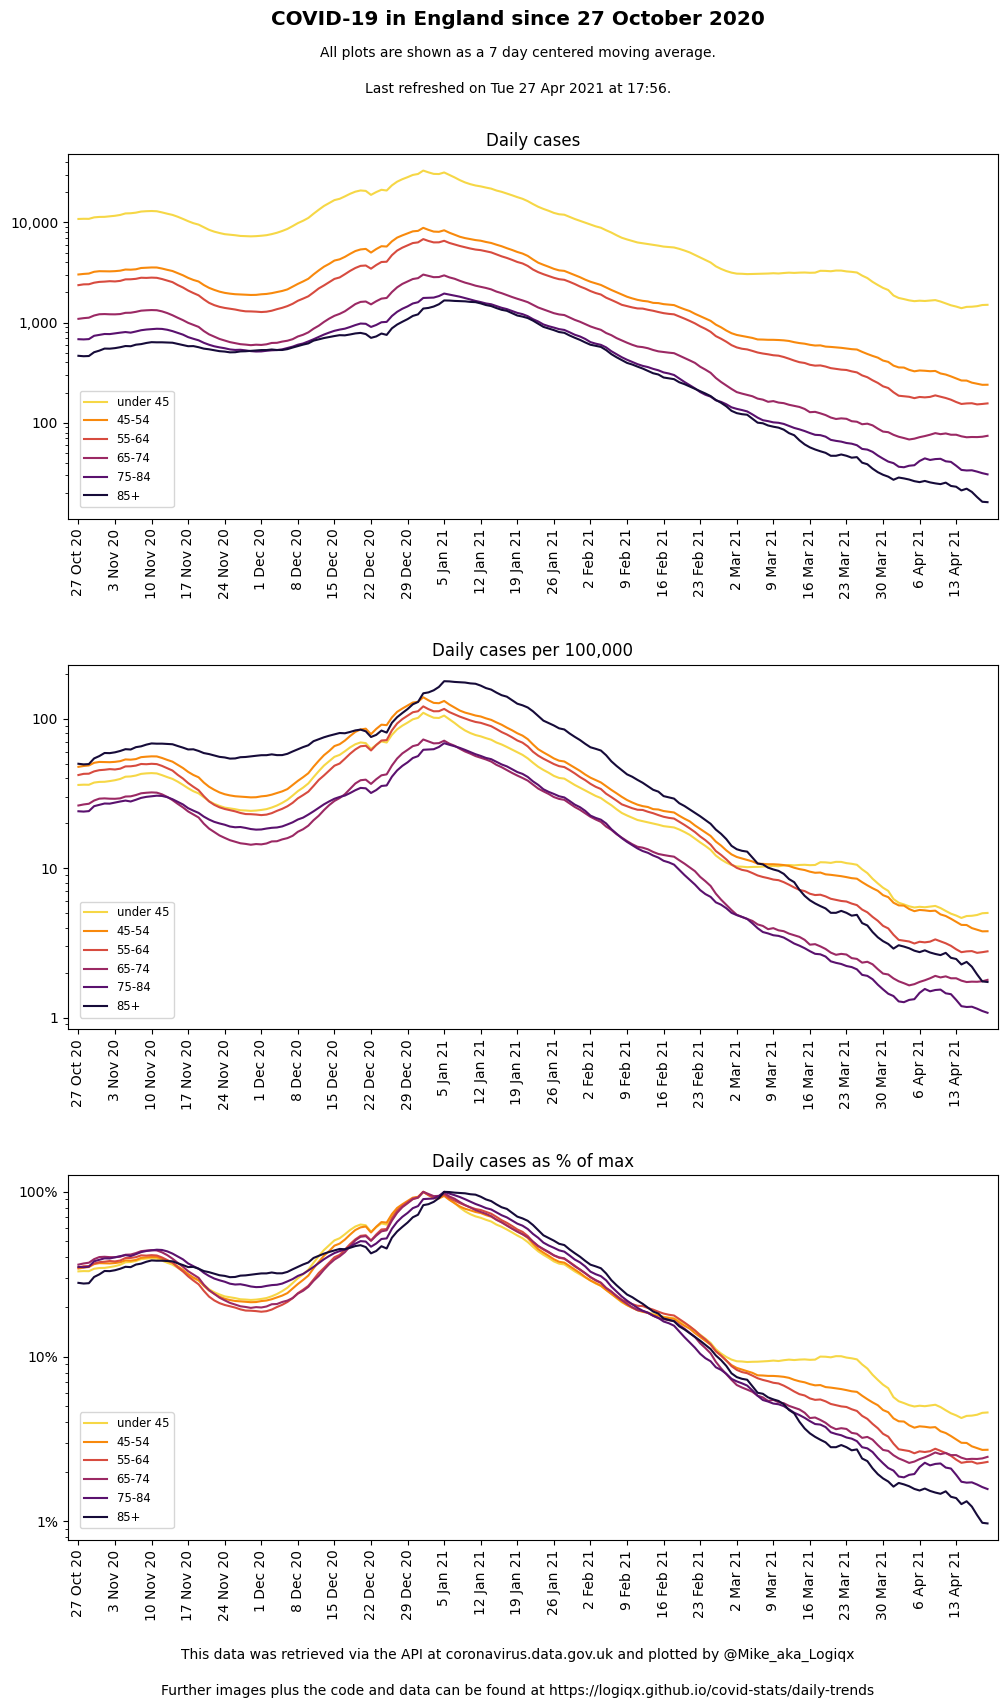 COVID-19 in England since 27 October 2020
All plots are shown as a 7 day centered moving average.
Last refreshed on Tue 27 Apr 2021 at 17:56.
Daily cases
10,000
1,000
100
under 45
45-54
55-64
65-74
75-84
85+
27 Oct 20
3 Nov 20
10 Nov 20
17 Nov 20
24 Nov 20
1 Dec 20
8 Dec 20
15 Dec 20
22 Dec 20
29 Dec 20
5 Jan 21
12 Jan 21
19 Jan 21
26 Jan 21
2 Feb 21
9 Feb 21
16 Feb 21
23 Feb 21
2 Mar 21
9 Mar 21
16 Mar 21
23 Mar 21
30 Mar 21
6 Apr 21
13 Apr 21
Daily cases per 100,000
100
10
1
under 45
45-54
55-64
65-74
75-84
85+
27 Oct 20
3 Nov 20
10 Nov 20
17 Nov 20
24 Nov 20
1 Dec 20
8 Dec 20
15 Dec 20
22 Dec 20
29 Dec 20
5 Jan 21
12 Jan 21
19 Jan 21
26 Jan 21
2 Feb 21
9 Feb 21
16 Feb 21
23 Feb 21
2 Mar 21
9 Mar 21
16 Mar 21
23 Mar 21
30 Mar 21
6 Apr 21
13 Apr 21
Daily cases as % of max
100%
10%
1%
under 45
45-54
55-64
65-74
75-84
85+
27 Oct 20
3 Nov 20
10 Nov 20
17 Nov 20
24 Nov 20
1 Dec 20
8 Dec 20
15 Dec 20
22 Dec 20
29 Dec 20
5 Jan 21
12 Jan 21
19 Jan 21
26 Jan 21
2 Feb 21
9 Feb 21
16 Feb 21
23 Feb 21
2 Mar 21
9 Mar 21
16 Mar 21
23 Mar 21
30 Mar 21
6 Apr 21
13 Apr 21
This data was retrieved via the API at coronavirus.data.gov.uk and plotted by @Mike_aka_Logiqx
Further images plus the code and data can be found at https://logiqx.github.io/covid-stats/daily-trends